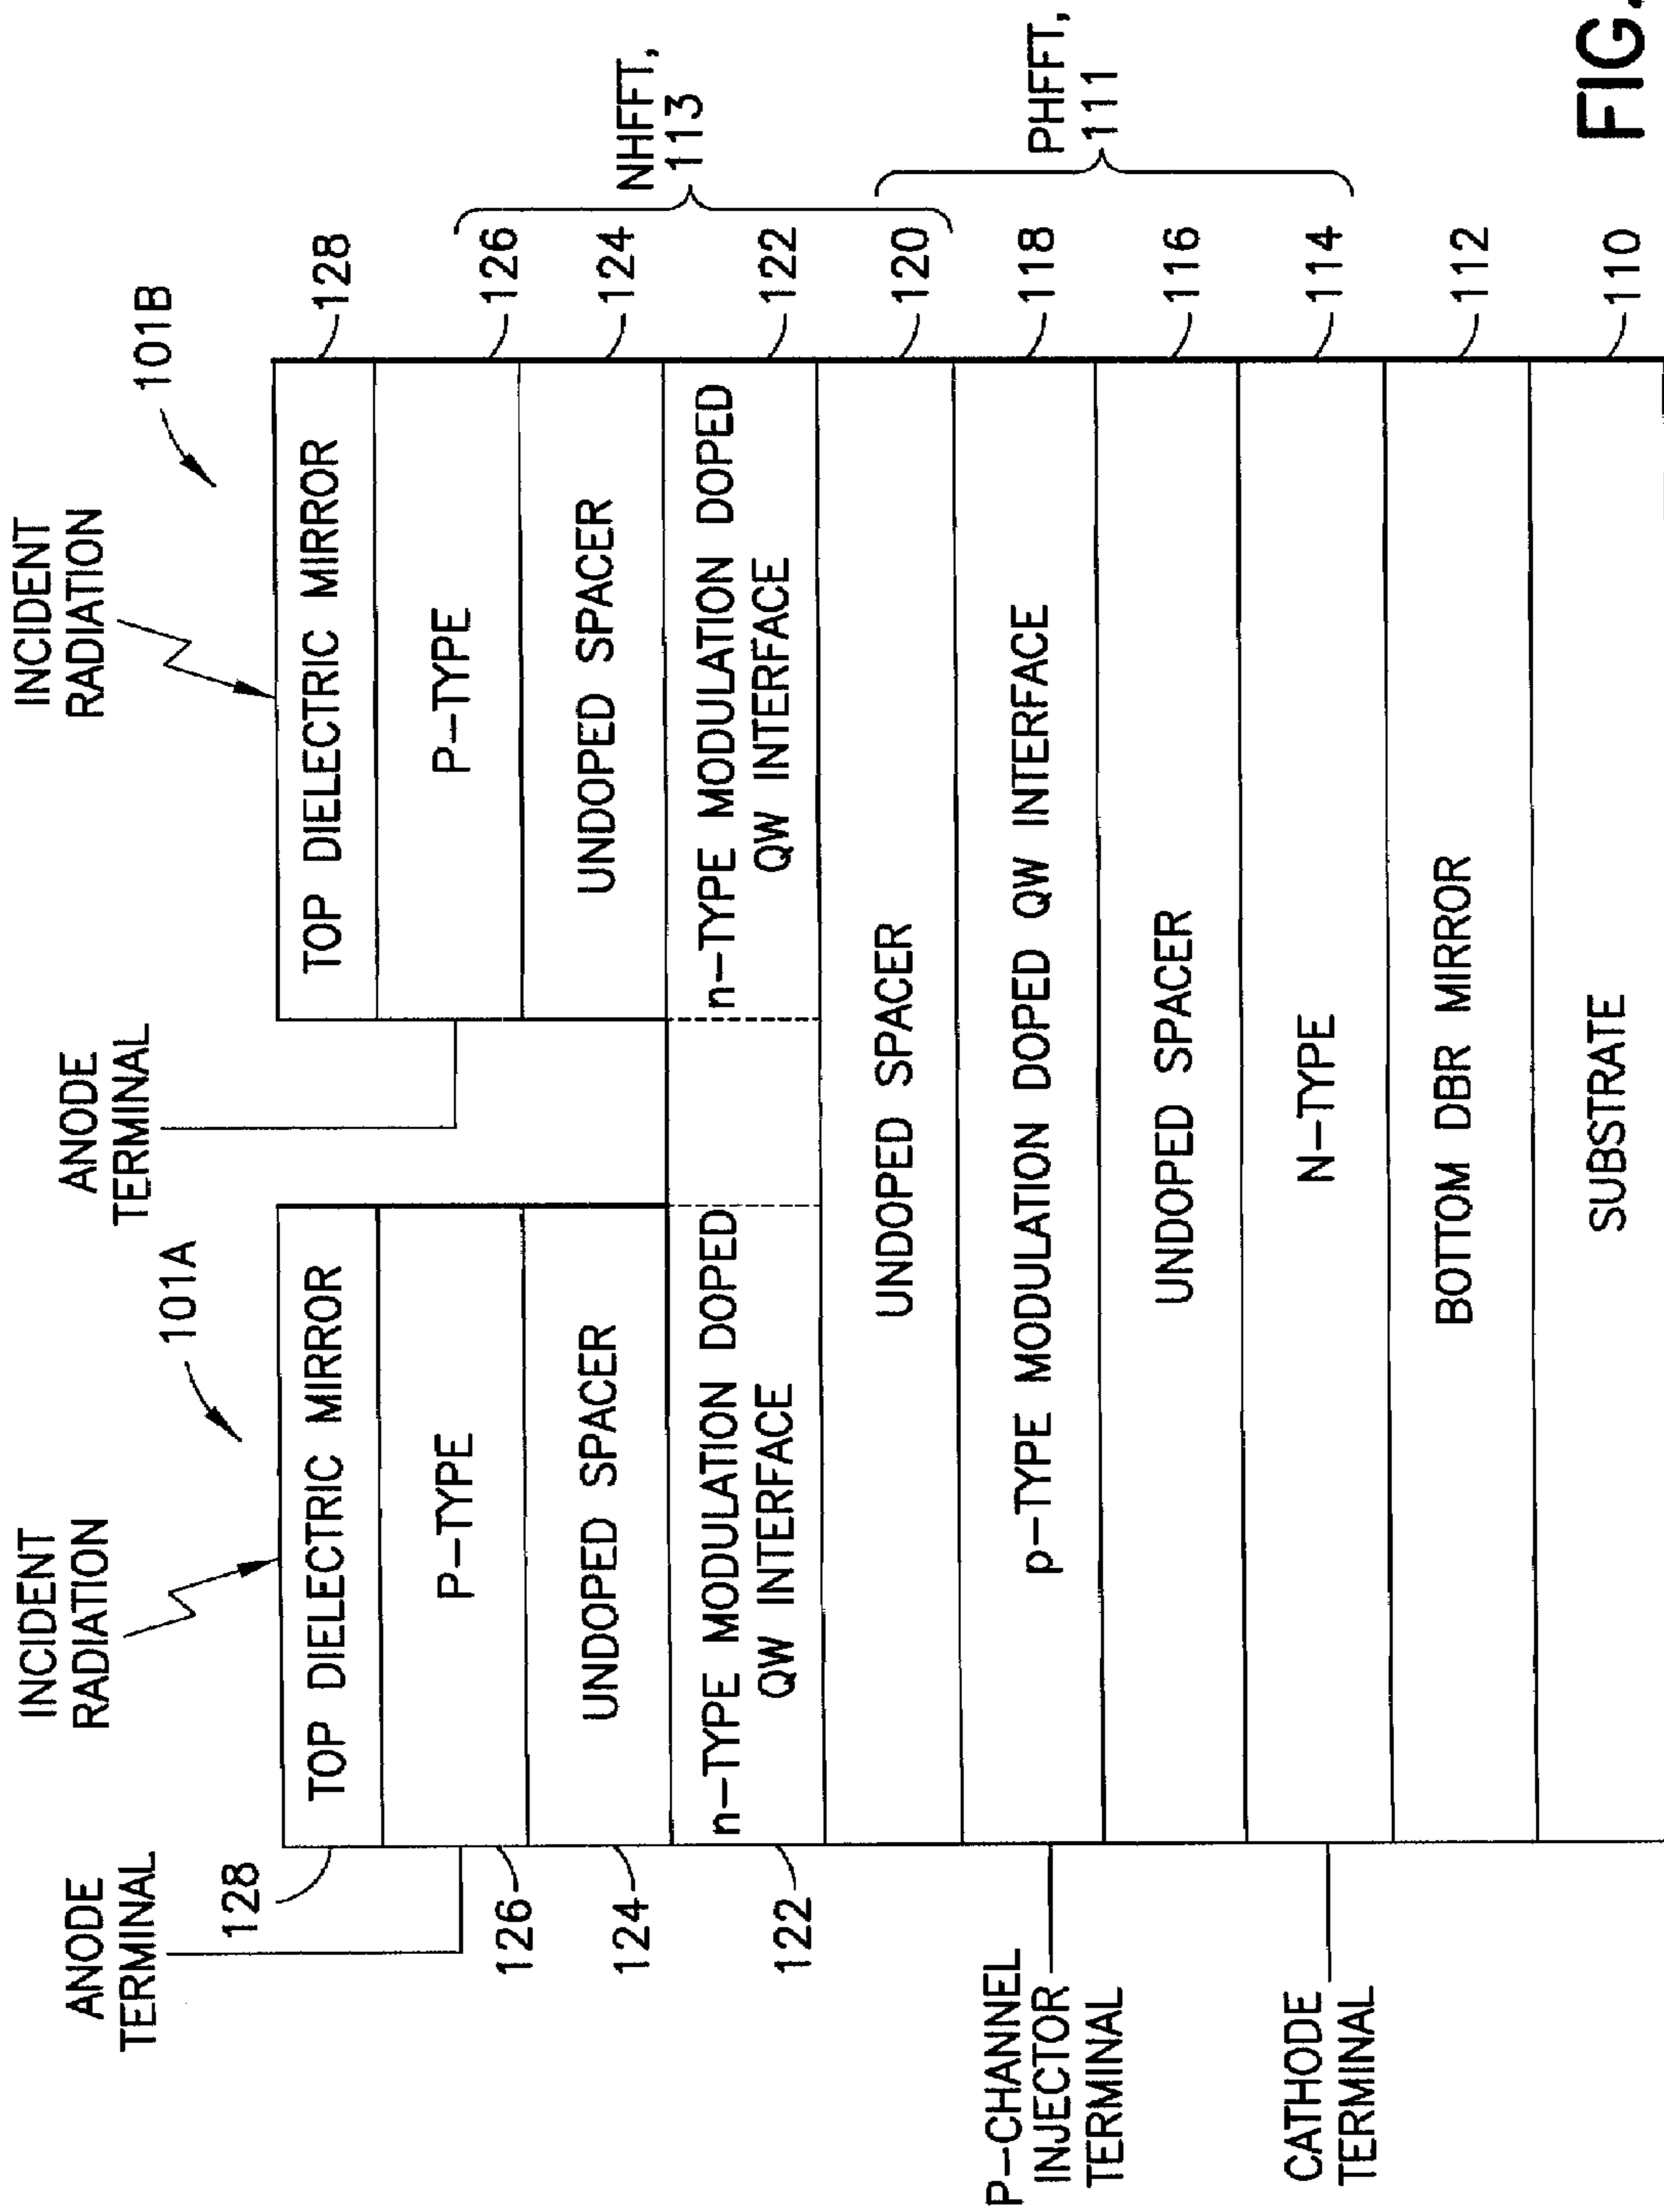 INCIDENT
RADIATION
INCIDENT
RADIATION
ANODE
TERMINAL
ANODE
TERMINAL
101A
101B
128
TOP DIELECTRIC MIRROR
TOP DIELECTRIC MIRROR
128
P-TYPE
P-TYPE
126
126
NHFFT,
113
UNDOPED SPACER
UNDOPED SPACER
124
124
n-TYPE MODULATION DOPED
QW INTERFACE
n-TYPE MODULATION DOPED
QW INTERFACE
122
122
UNDOPED SPACER
120
P-CHANNEL
INJECTOR
TERMINAL
p-TYPE MODULATION DOPED QW INTERFACE
118
PHFFT,
111
UNDOPED SPACER
116
CATHODE
TERMINAL
N-TYPE
114
BOTTOM DBR MIRROR
112
SUBSTRATE
110
FIG.